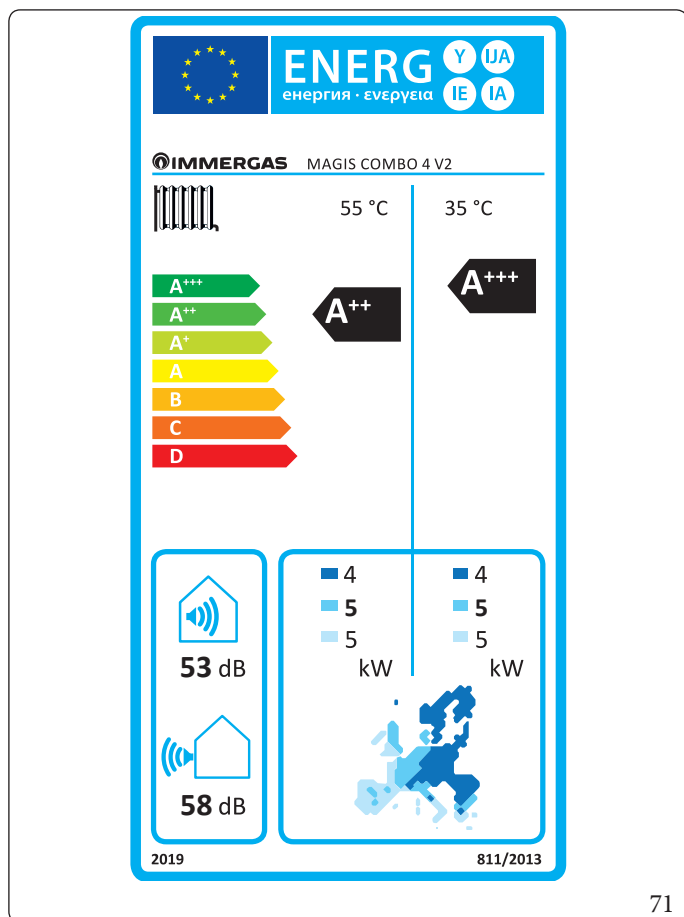 ENERG Y IJA
енергия · ενεργεια IE IA
IMMERGAS MAGIS COMBO 4 V2
55 °C 35 °C
A+++
A++
A+
A
B
C
D
A++
A+++
53 dB
58 dB
4 4
5 5
5 5
kW kW
2019 811/2013
71